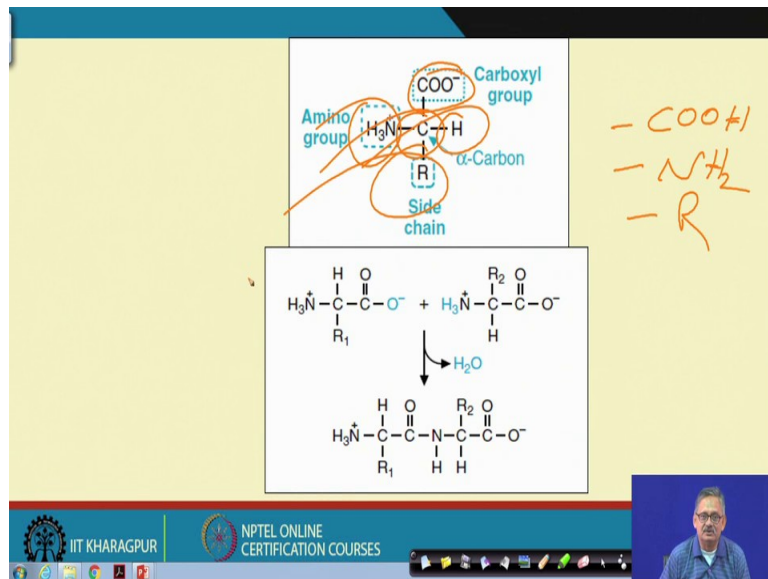 COO⁻ Carboxyl
group
Amino
group
H₃N⁺–C–H
α-Carbon
R
Side
chain
– COOH
– NH₂
– R
H O R₂ O
H₃N⁺–C–C–O⁻ + H₃N⁺–C–C–O⁻
R₁ H
H₂O
H O R₂ O
H₃N⁺–C–C–N–C–C–O⁻
R₁ H H
IIT KHARAGPUR
NPTEL ONLINE
CERTIFICATION COURSES